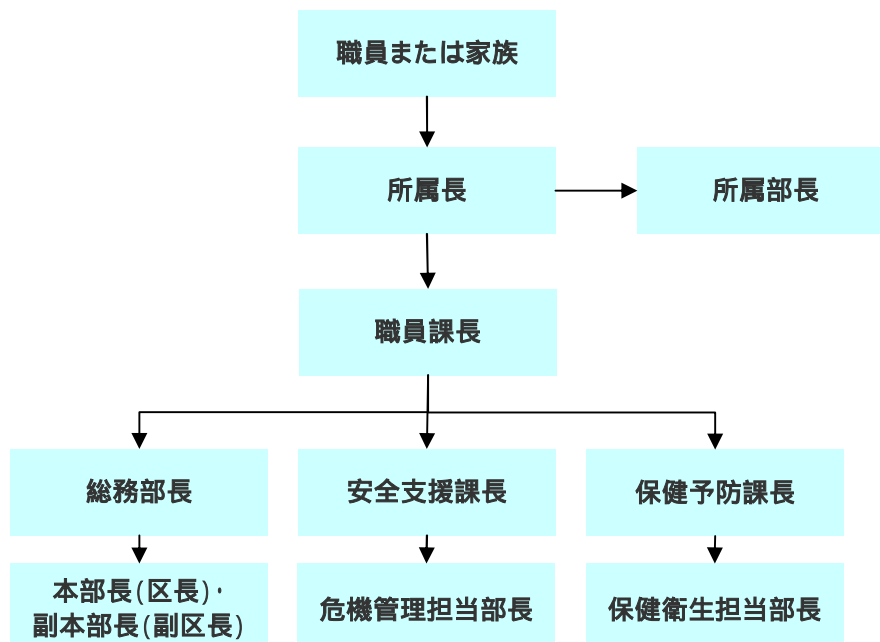 職員または家族
所属長
所属部長
職員課長
総務部長
安全支援課長
保健予防課長
本部長(区長)・
副本部長(副区長)
危機管理担当部長
保健衛生担当部長